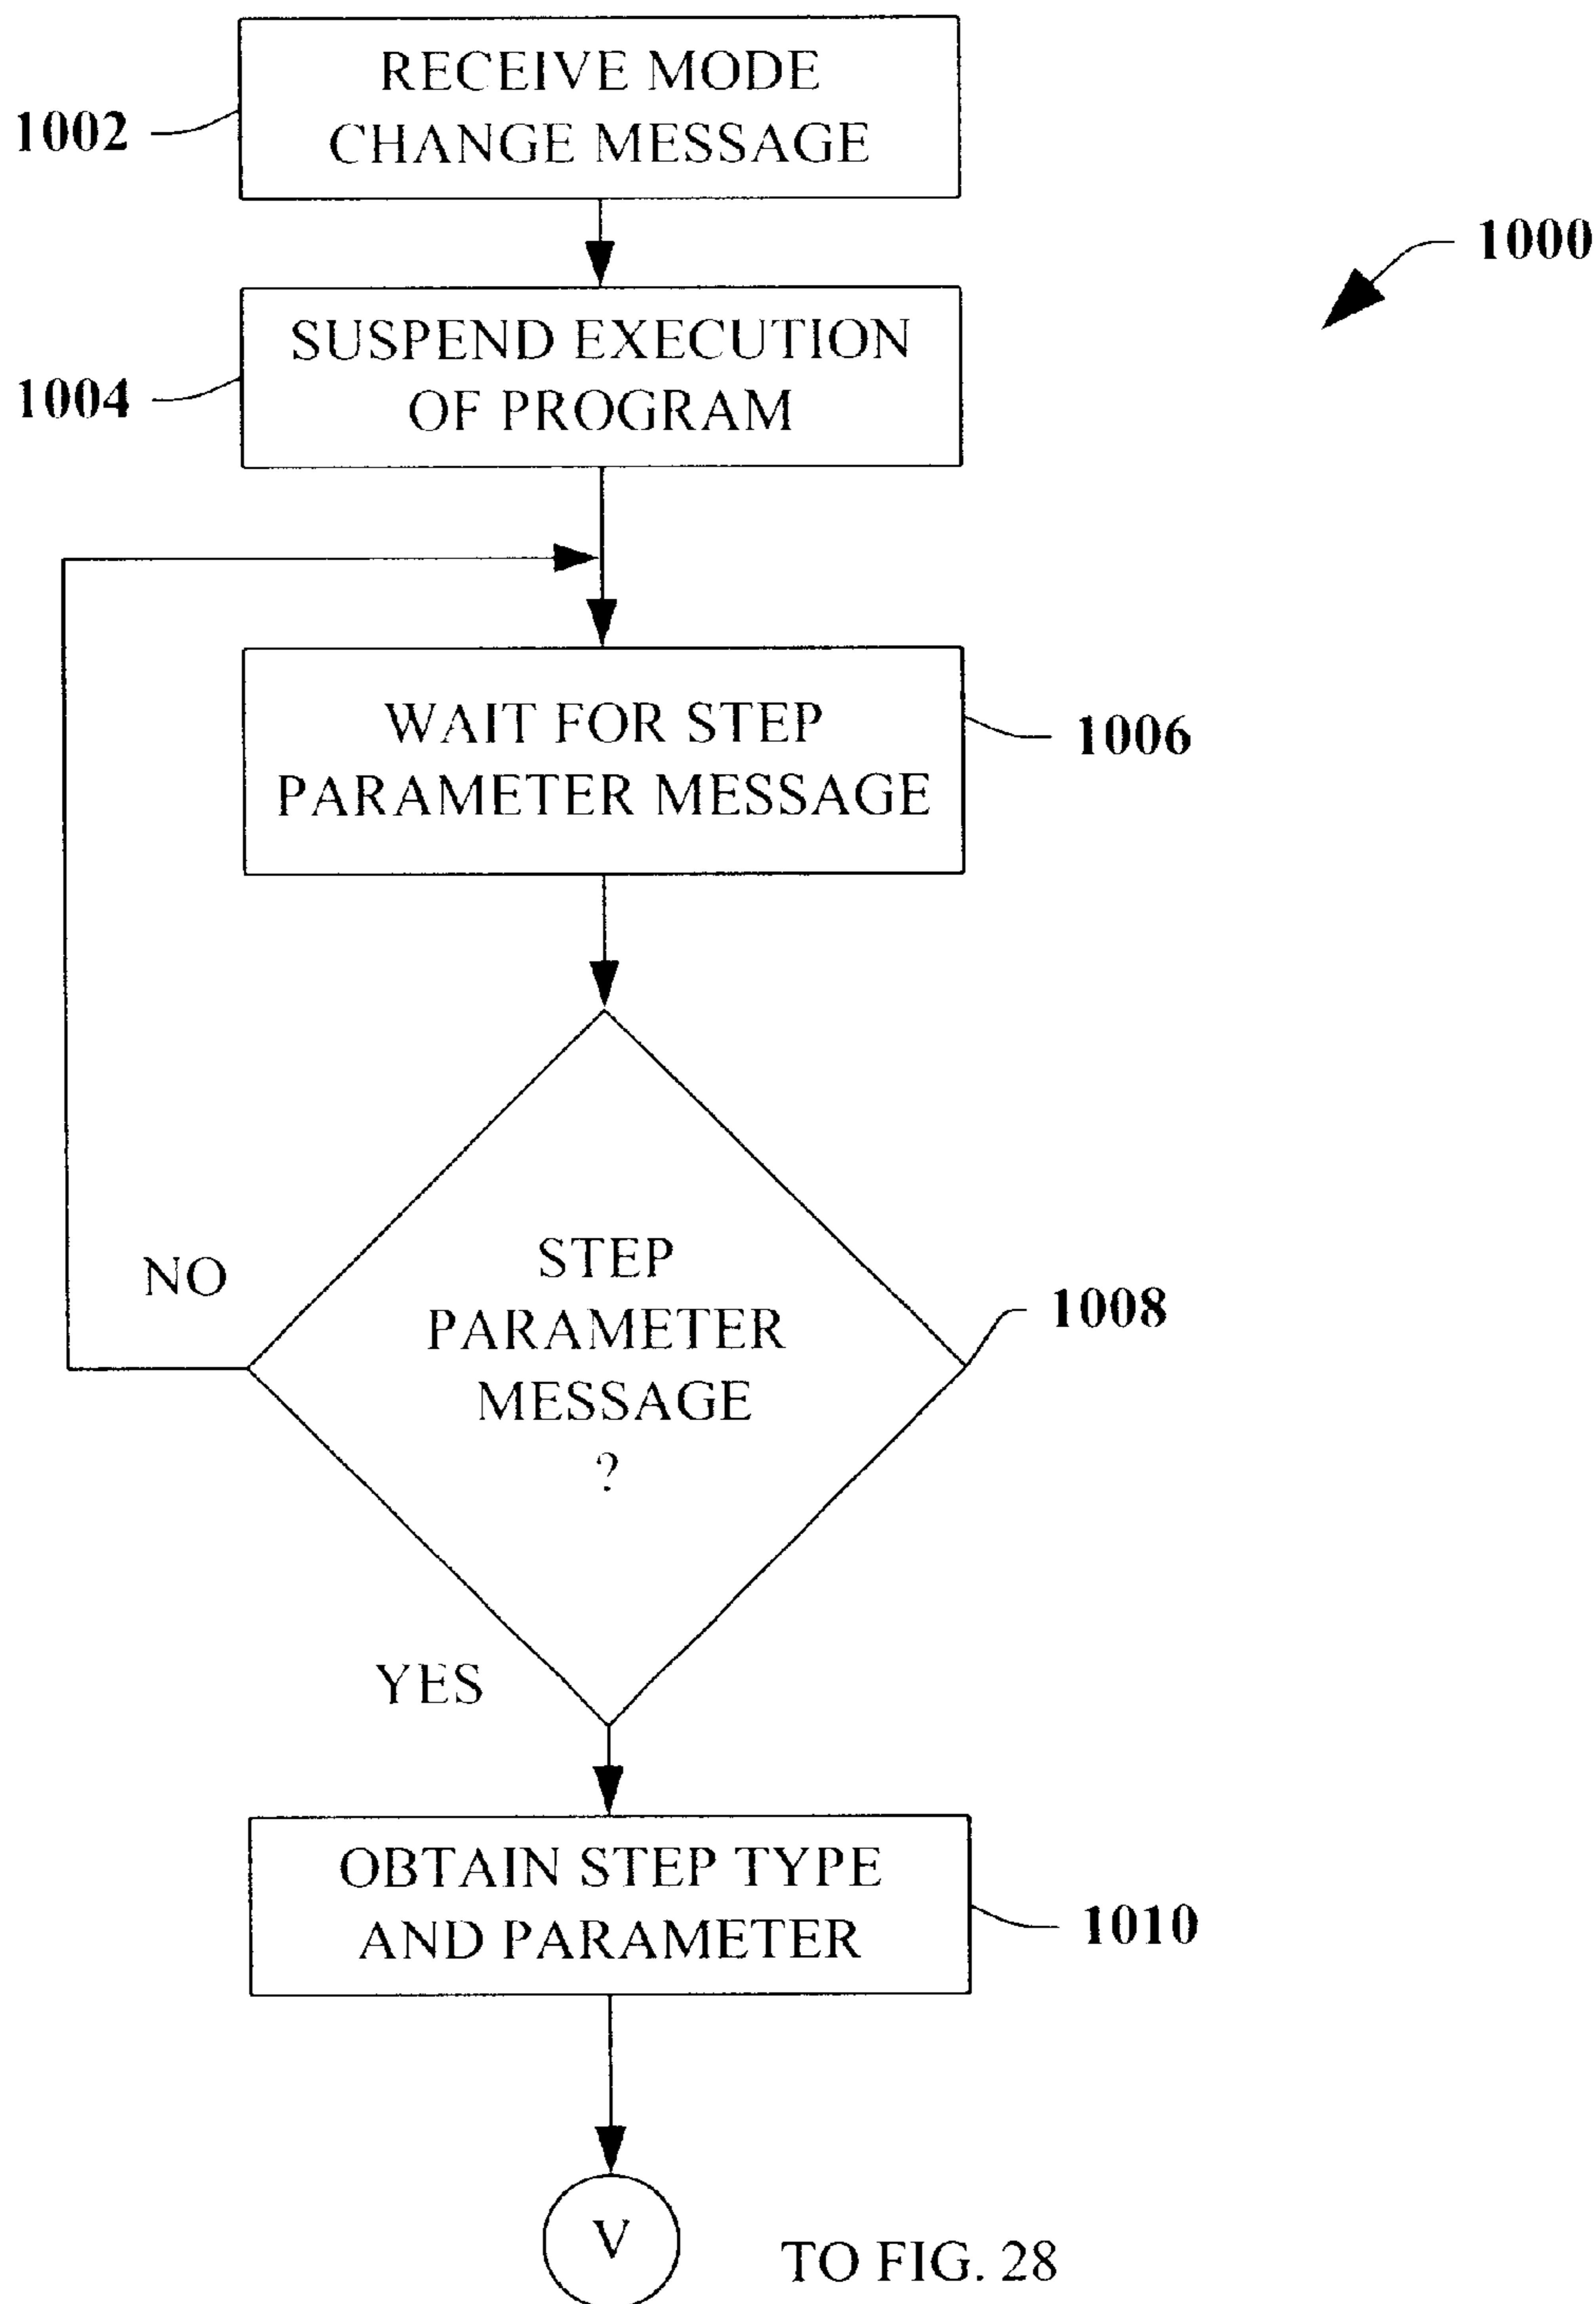 RECEIVE MODE
CHANGE MESSAGE
1002
1000
SUSPEND EXECUTION
OF PROGRAM
1004
WAIT FOR STEP
PARAMETER MESSAGE
1006
STEP
PARAMETER
MESSAGE
?
NO
1008
YES
OBTAIN STEP TYPE
AND PARAMETER
1010
V
TO FIG. 28